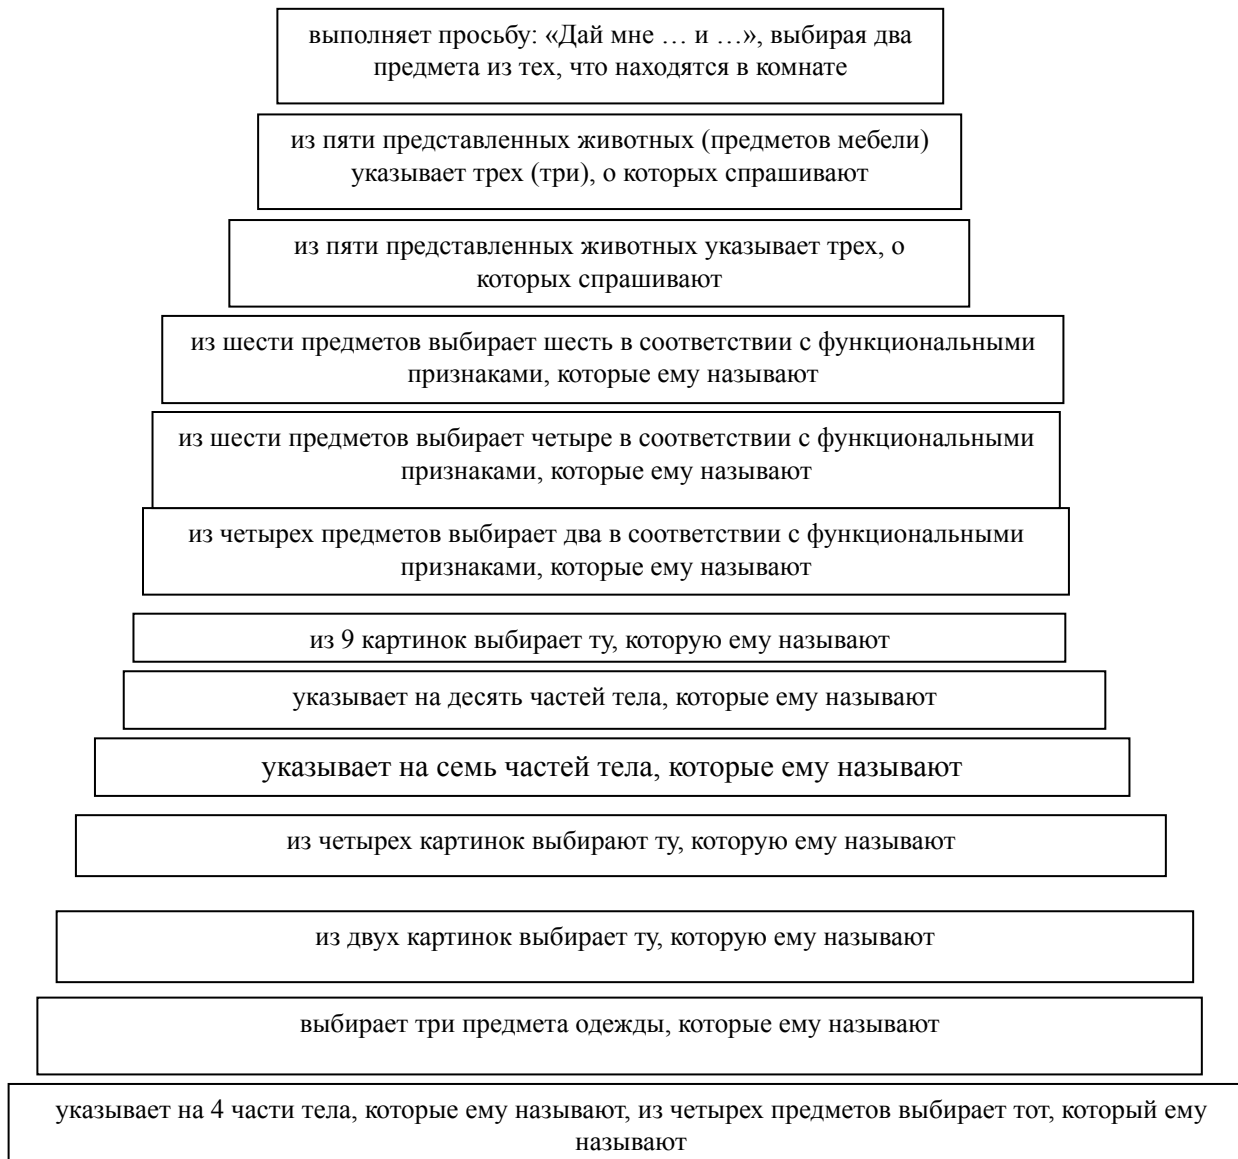 выполняет просьбу: «Дай мне … и …», выбирая два
предмета из тех, что находятся в комнате
из пяти представленных животных (предметов мебели)
указывает трех (три), о которых спрашивают
из пяти представленных животных указывает трех, о
которых спрашивают
из шести предметов выбирает шесть в соответствии с функциональными
признаками, которые ему называют
из шести предметов выбирает четыре в соответствии с функциональными
признаками, которые ему называют
из четырех предметов выбирает два в соответствии с функциональными
признаками, которые ему называют
из 9 картинок выбирает ту, которую ему называют
указывает на десять частей тела, которые ему называют
указывает на семь частей тела, которые ему называют
из четырех картинок выбирают ту, которую ему называют
из двух картинок выбирает ту, которую ему называют
выбирает три предмета одежды, которые ему называют
указывает на 4 части тела, которые ему называют, из четырех предметов выбирает тот, который ему
называют